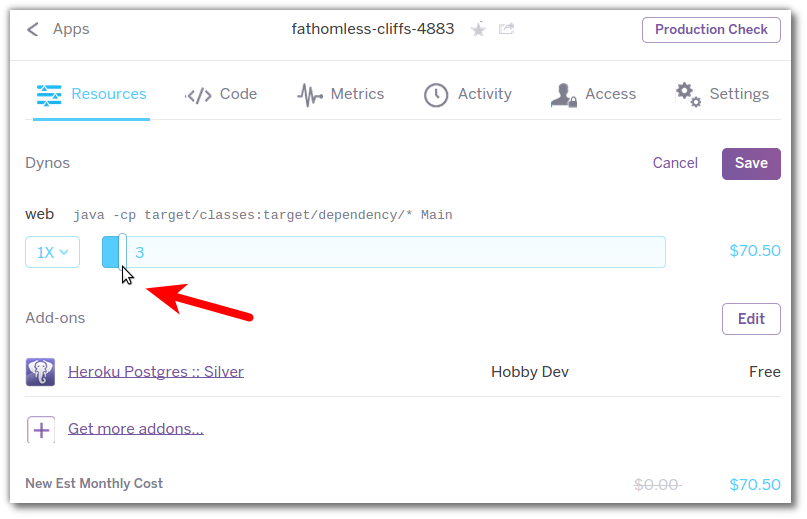 Apps fathomless-cliffs-4883 Production Check
Resources Code Metrics Activity Access Settings
Dynos Cancel Save
web java -cp target/classes:target/dependency/* Main
1X 3 $70.50
Add-ons Edit
Heroku Postgres :: Silver Hobby Dev Free
Get more addons...
New Est Monthly Cost $0.00 $70.50